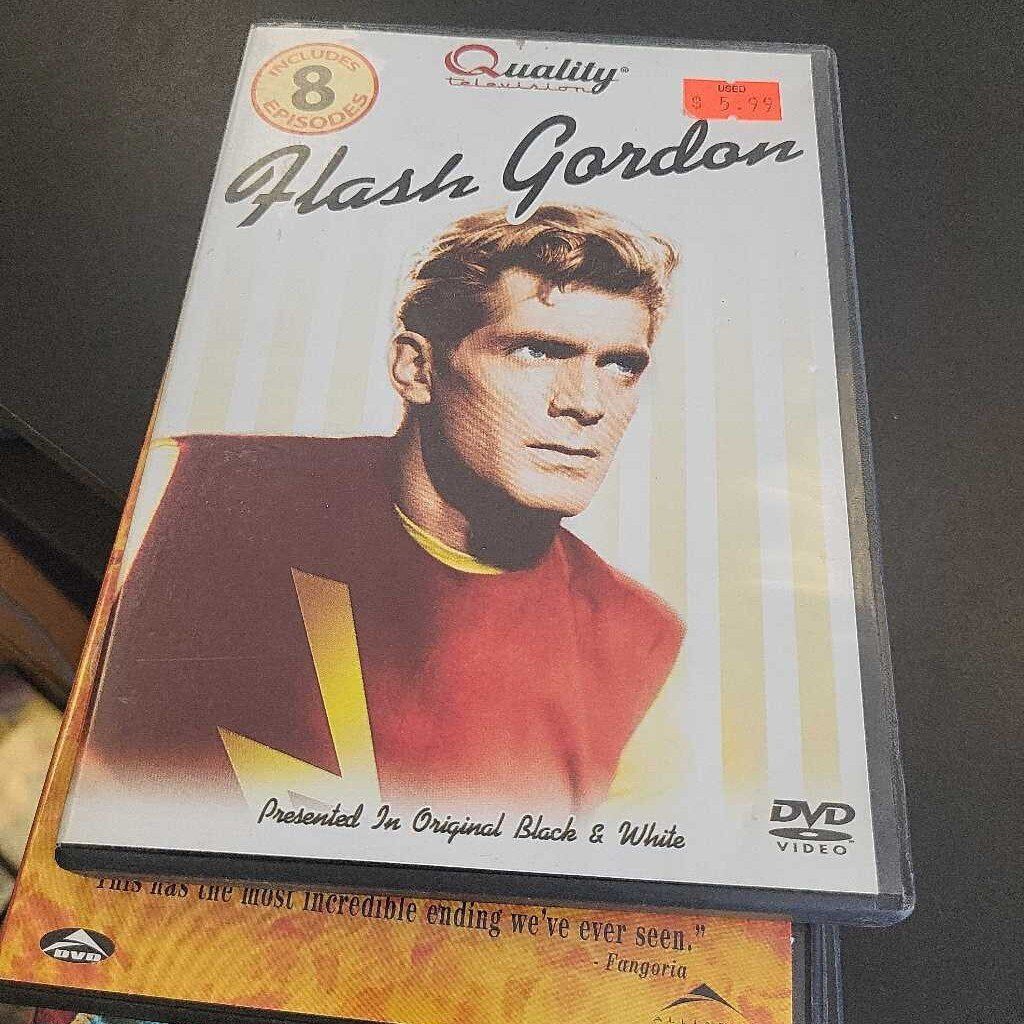 INCLUDES
8
EPISODES
Quality®
television
USED
$ 5.99
Flash Gordon
Presented In Original Black & White
DVD
VIDEO
This has the most incredible ending we've ever seen."
- Fangoria
DVD